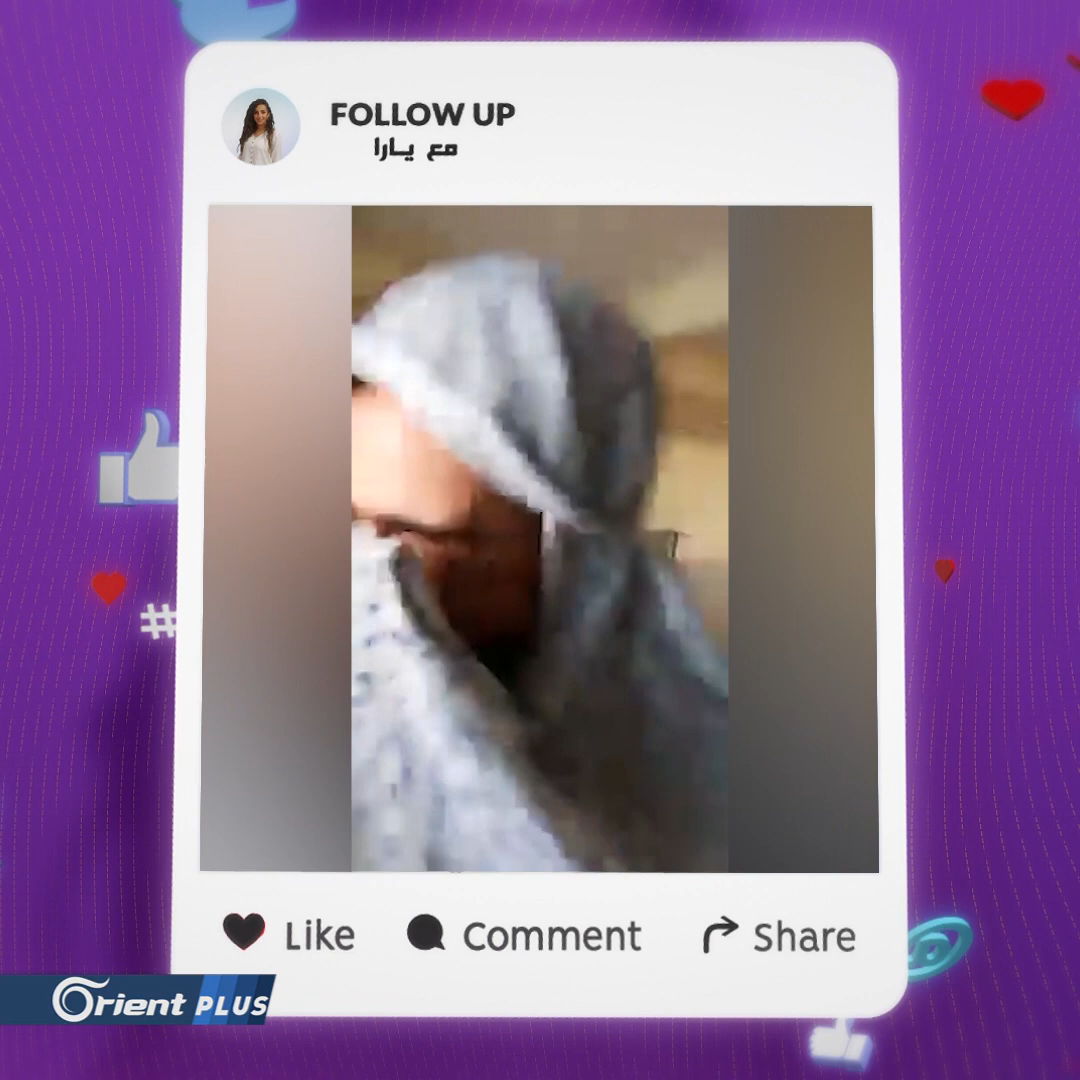 FOLLOW UP
مع يارا
Like
Comment
Share
#
Orient PLUS